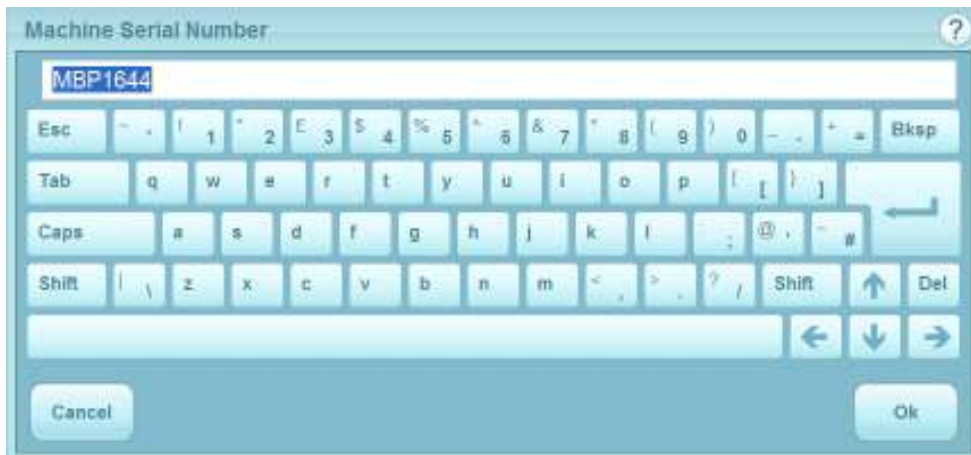 Machine Serial Number ?
MBP1644
Esc ! 1 " 2 £ 3 $ 4 % 5 ^ 6 & 7 * 8 ( 9 ) 0 _ - + = Bksp
Tab q w e r t y u i o p { [ } ]
Caps a s d f g h j k l ; @ ' ~ #
Shift | \ z x c v b n m < , > . ? / Shift Del
Cancel Ok